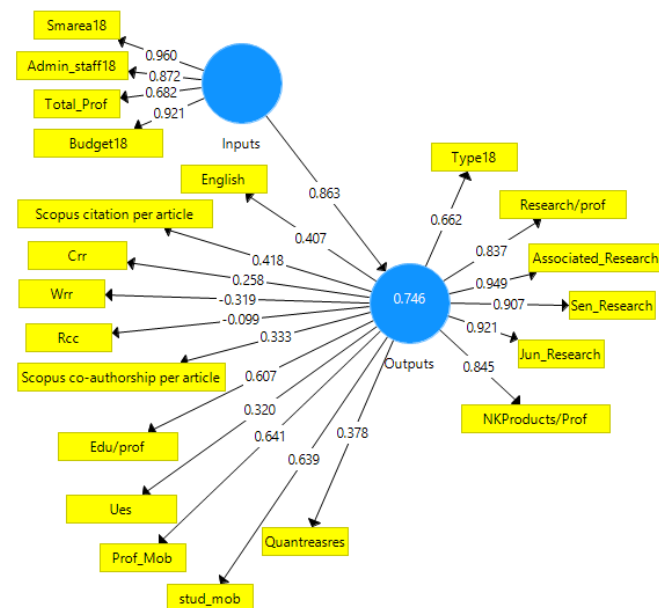 Smarea18
0.960
Admin_staff18
0.872
Total_Prof
0.682
0.921
Budget18
Inputs
Type18
English
0.863
0.662
Research/prof
Scopus citation per article
0.407
0.837
Crr
0.418
Associated_Research
0.258
0.949
Wrr
-0.319
0.746
0.907
Sen_Research
-0.099
Rcc
0.333
0.921
Jun_Research
Scopus co-authorship per article
Outputs
0.845
0.607
NKProducts/Prof
0.320
0.378
Edu/prof
0.641
0.639
Ues
Quantreasres
Prof_Mob
stud_mob